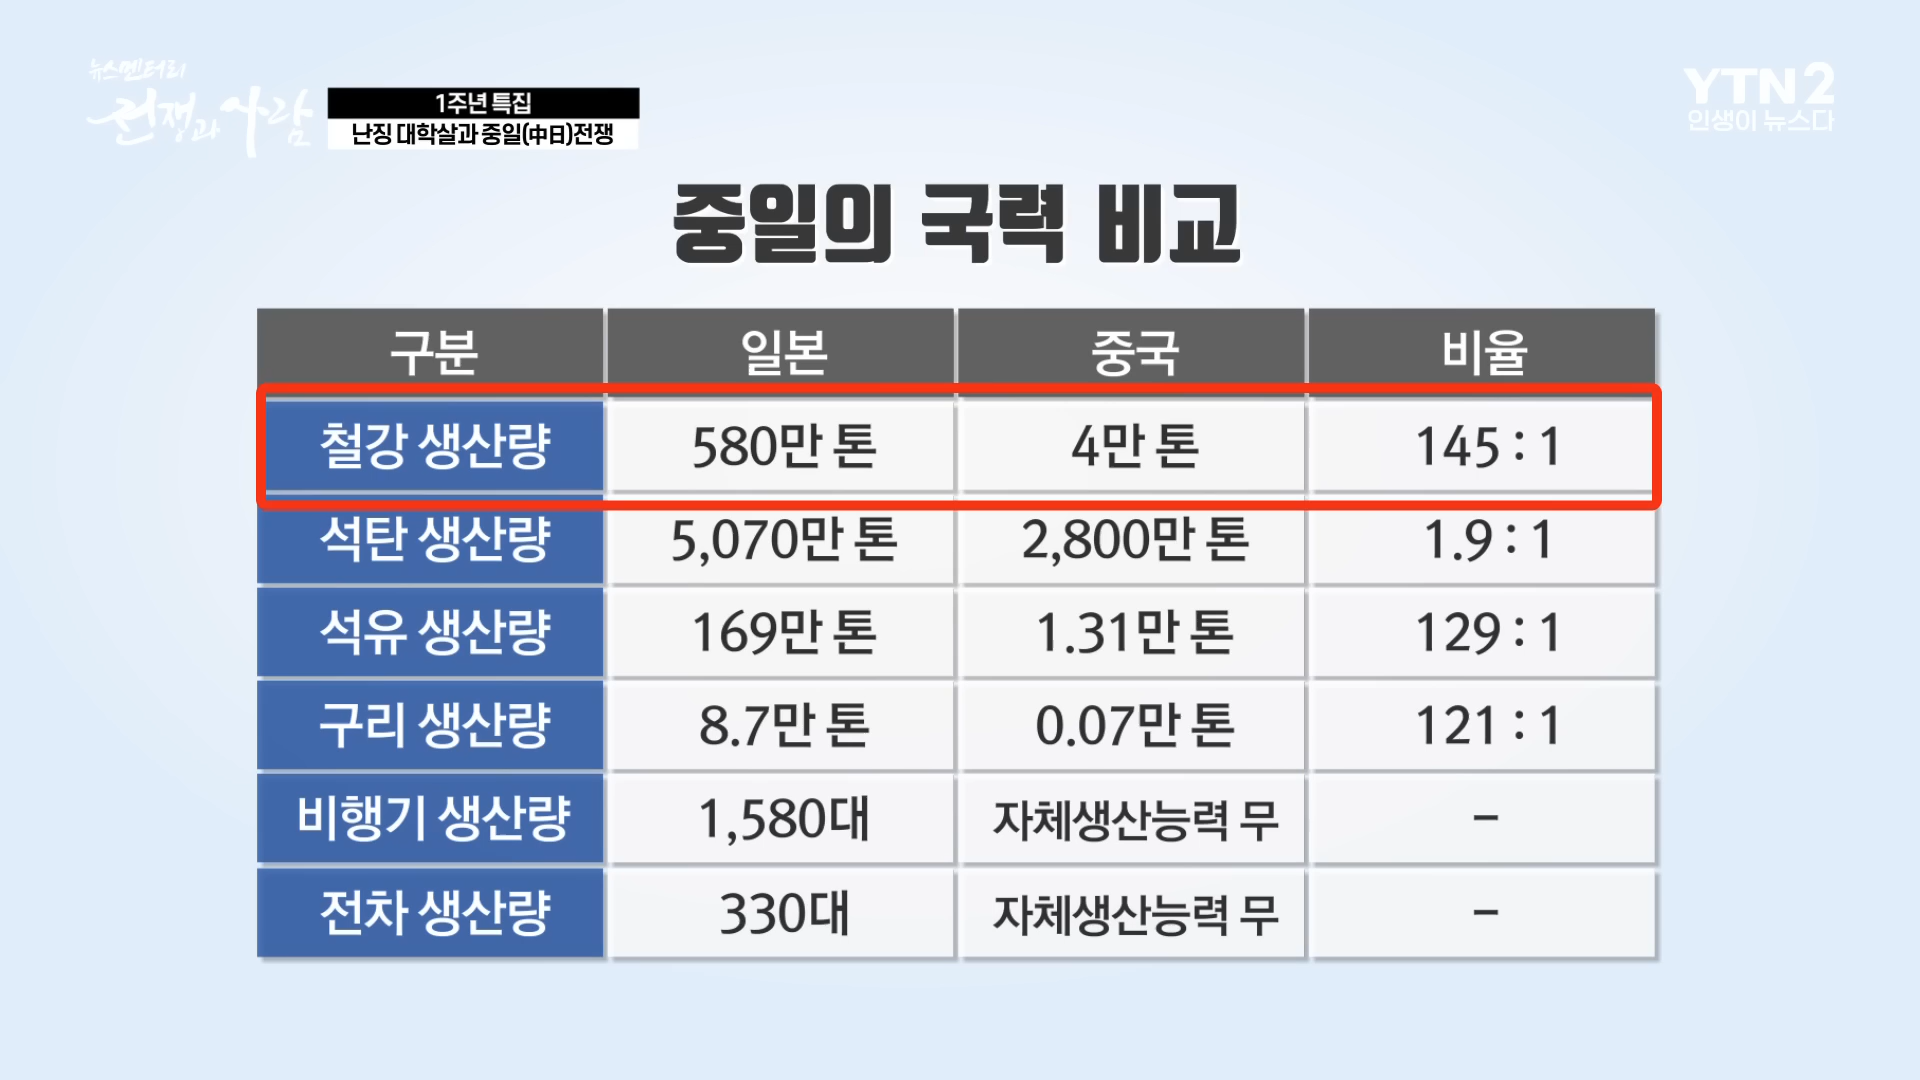 뉴스멘터리
전쟁과 사람
1주년 특집
난징 대학살과 중일(中日)전쟁
YTN2
인생이 뉴스다
중일의 국력 비교
구분 일본 중국 비율
철강 생산량 580만 톤 4만 톤 145 : 1
석탄 생산량 5,070만 톤 2,800만 톤 1.9 : 1
석유 생산량 169만 톤 1.31만 톤 129 : 1
구리 생산량 8.7만 톤 0.07만 톤 121 : 1
비행기 생산량 1,580대 자체생산능력 무 –
전차 생산량 330대 자체생산능력 무 –